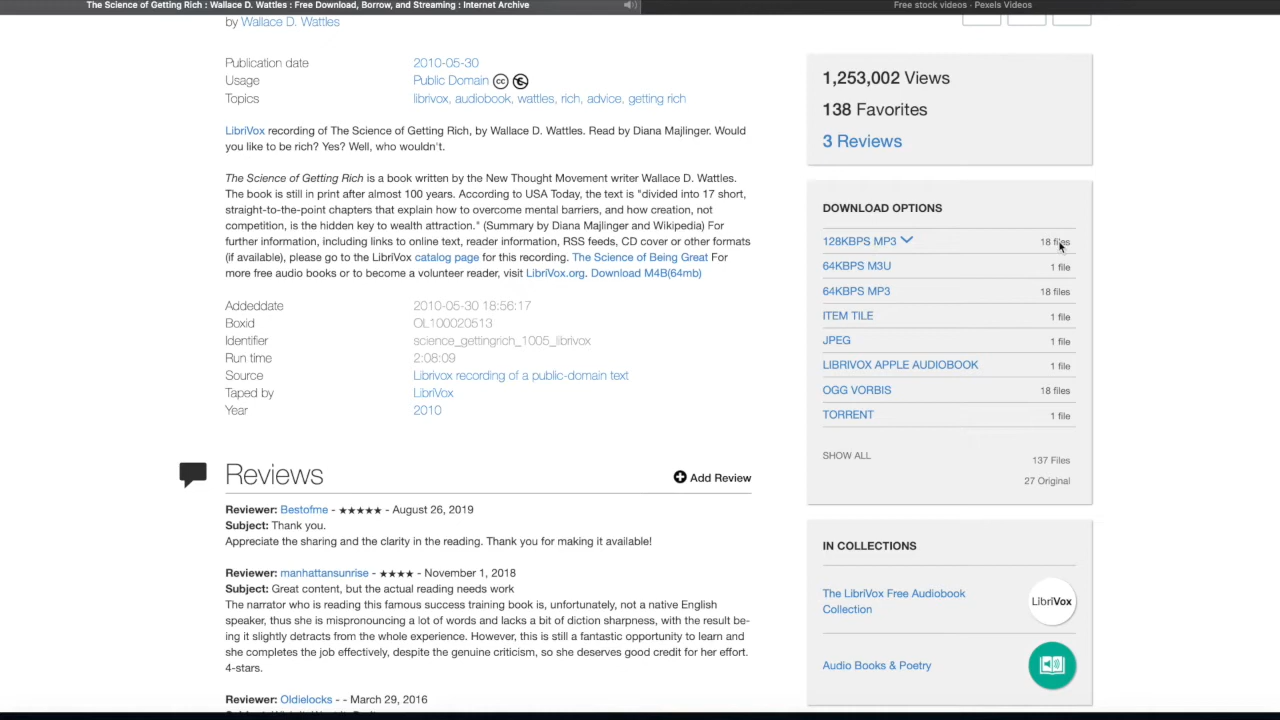 The Science of Getting Rich : Wallace D. Wattles : Free Download, Borrow, and Streaming : Internet Archive
Free stock videos · Pexels Videos
by Wallace D. Wattles
Publication date 2010-05-30
Usage Public Domain
Topics librivox, audiobook, wattles, rich, advice, getting rich
LibriVox recording of The Science of Getting Rich, by Wallace D. Wattles. Read by Diana Majlinger. Would
you like to be rich? Yes? Well, who wouldn't.
The Science of Getting Rich is a book written by the New Thought Movement writer Wallace D. Wattles.
The book is still in print after almost 100 years. According to USA Today, the text is "divided into 17 short,
straight-to-the-point chapters that explain how to overcome mental barriers, and how creation, not
competition, is the hidden key to wealth attraction." (Summary by Diana Majlinger and Wikipedia) For
further information, including links to online text, reader information, RSS feeds, CD cover or other formats
(if available), please go to the LibriVox catalog page for this recording. The Science of Being Great For
more free audio books or to become a volunteer reader, visit LibriVox.org. Download M4B(64mb)
Addeddate 2010-05-30 18:56:17
Boxid OL100020513
Identifier science_gettingrich_1005_librivox
Run time 2:08:09
Source Librivox recording of a public-domain text
Taped by LibriVox
Year 2010
Reviews
Add Review
Reviewer: Bestofme - ★★★★★ - August 26, 2019
Subject: Thank you.
Appreciate the sharing and the clarity in the reading. Thank you for making it available!
Reviewer: manhattansunrise - ★★★★ - November 1, 2018
Subject: Great content, but the actual reading needs work
The narrator who is reading this famous success training book is, unfortunately, not a native English
speaker, thus she is mispronouncing a lot of words and lacks a bit of diction sharpness, with the result be-
ing it slightly detracts from the whole experience. However, this is still a fantastic opportunity to learn and
she completes the job effectively, despite the genuine criticism, so she deserves good credit for her effort.
4-stars.
Reviewer: Oldielocks - - March 29, 2016
1,253,002 Views
138 Favorites
3 Reviews
DOWNLOAD OPTIONS
128KBPS MP3 18 files
64KBPS M3U 1 file
64KBPS MP3 18 files
ITEM TILE 1 file
JPEG 1 file
LIBRIVOX APPLE AUDIOBOOK 1 file
OGG VORBIS 18 files
TORRENT 1 file
SHOW ALL 137 Files
27 Original
IN COLLECTIONS
The LibriVox Free Audiobook
Collection
LibriVox
Audio Books & Poetry